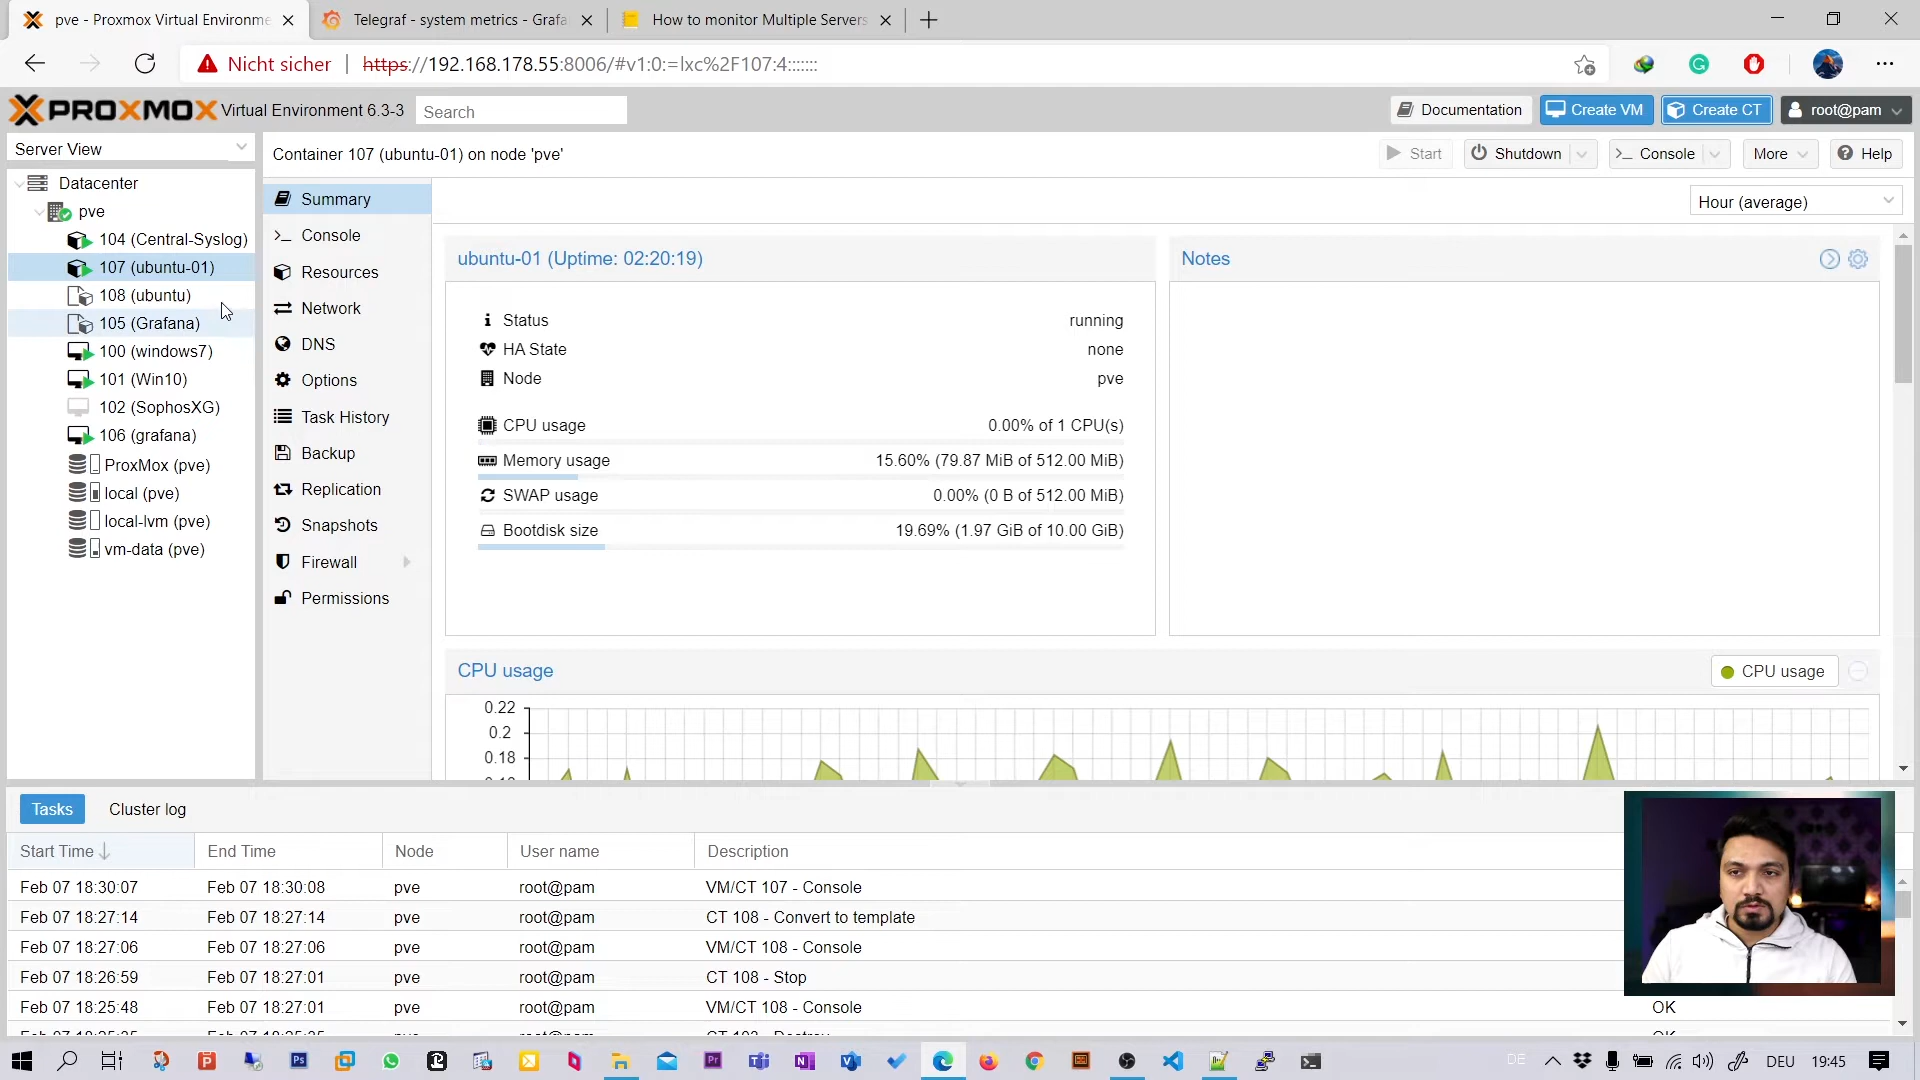 pve - Proxmox Virtual Environme
Telegraf - system metrics - Grafa
How to monitor Multiple Servers
Nicht sicher
https://192.168.178.55:8006/#v1:0:=lxc%2F107:4:::::::
PROXMOX Virtual Environment 6.3-3
Search
Documentation
Create VM
Create CT
root@pam
Server View
Container 107 (ubuntu-01) on node 'pve'
Start
Shutdown
Console
More
Help
Datacenter
pve
104 (Central-Syslog)
107 (ubuntu-01)
108 (ubuntu)
105 (Grafana)
100 (windows7)
101 (Win10)
102 (SophosXG)
106 (grafana)
ProxMox (pve)
local (pve)
local-lvm (pve)
vm-data (pve)
Summary
Console
Resources
Network
DNS
Options
Task History
Backup
Replication
Snapshots
Firewall
Permissions
Hour (average)
ubuntu-01 (Uptime: 02:20:19)
Status running
HA State none
Node pve
CPU usage 0.00% of 1 CPU(s)
Memory usage 15.60% (79.87 MiB of 512.00 MiB)
SWAP usage 0.00% (0 B of 512.00 MiB)
Bootdisk size 19.69% (1.97 GiB of 10.00 GiB)
Notes
CPU usage
CPU usage
0.22
0.2
0.18
Tasks
Cluster log
Start Time End Time Node User name Description
Feb 07 18:30:07 Feb 07 18:30:08 pve root@pam VM/CT 107 - Console
Feb 07 18:27:14 Feb 07 18:27:14 pve root@pam CT 108 - Convert to template
Feb 07 18:27:06 Feb 07 18:27:06 pve root@pam VM/CT 108 - Console
Feb 07 18:26:59 Feb 07 18:27:01 pve root@pam CT 108 - Stop
Feb 07 18:25:48 Feb 07 18:27:01 pve root@pam VM/CT 108 - Console OK
DE
DEU
19:45